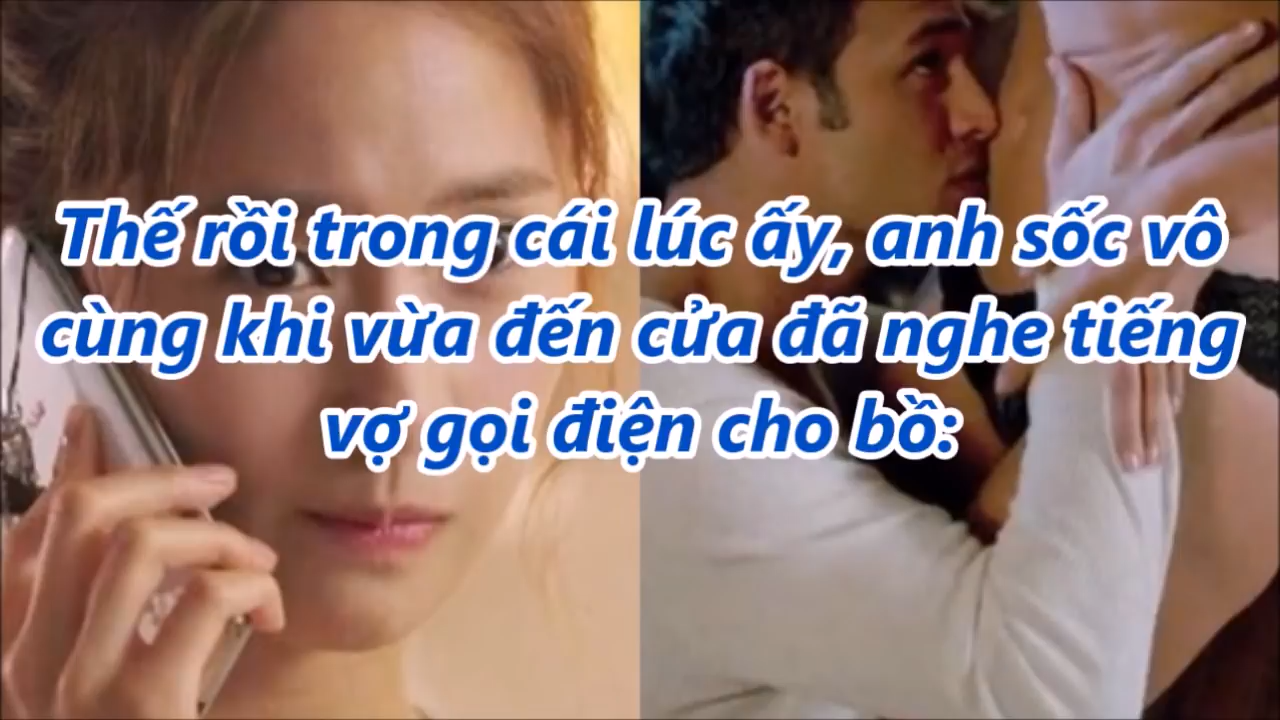 Thế rồi trong cái lúc ấy, anh sốc vô
cùng khi vừa đến cửa đã nghe tiếng
vợ gọi điện cho bồ: